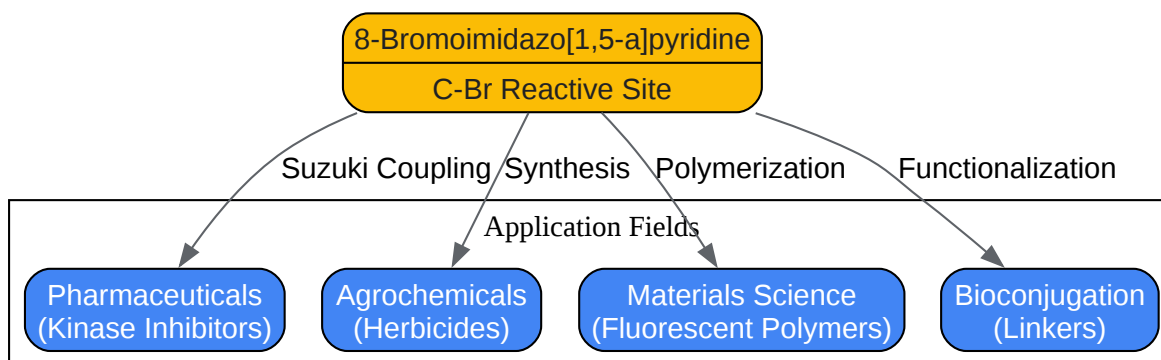 8-Bromoimidazo[1,5-a]pyridine
C-Br Reactive Site
Suzuki Coupling
Synthesis
Polymerization
Functionalization
Application Fields
Pharmaceuticals
(Kinase Inhibitors)
Agrochemicals
(Herbicides)
Materials Science
(Fluorescent Polymers)
Bioconjugation
(Linkers)